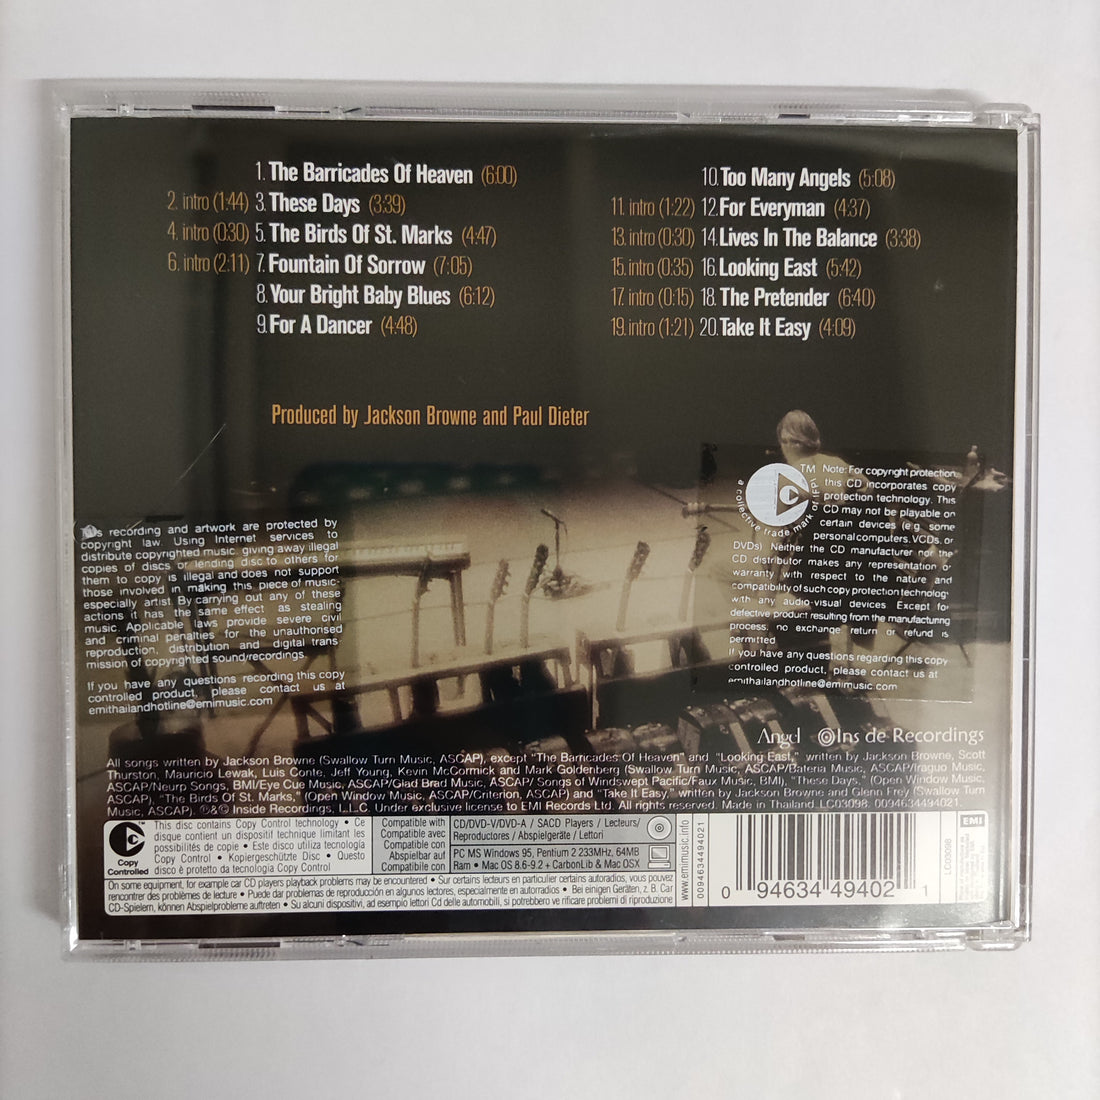 1. The Barricades Of Heaven (6:00)
2. intro (1:44) 3. These Days (3:39)
4. intro (0:30) 5. The Birds Of St. Marks (4:47)
6. intro (2:11) 7. Fountain Of Sorrow (7:05)
8. Your Bright Baby Blues (6:12)
9. For A Dancer (4:48)
10. Too Many Angels (5:08)
11. intro (1:22) 12. For Everyman (4:37)
13. intro (0:30) 14. Lives In The Balance (3:38)
15. intro (0:35) 16. Looking East (5:42)
17. intro (0:15) 18. The Pretender (6:40)
19. intro (1:21) 20. Take It Easy (4:09)
Produced by Jackson Browne and Paul Dieter
This recording and artwork are protected by
copyright law. Using Internet services to
distribute copyrighted music, giving away illegal
copies of discs or lending disc to others for
them to copy is illegal and does not support
those involved in making this piece of music-
especially artist. By carrying out any of these
actions it has the same effect as stealing
music. Applicable laws provide severe civil
and criminal penalties for the unauthorised
reproduction, distribution and digital trans-
mission of copyrighted sound/recordings.
If you have any questions recording this copy
controlled product, please contact us at
emithailandhotline@emimusic.com
TM
a collective trade mark of IFPI
Note: For copyright protection,
this CD incorporates copy
protection technology. This
CD may not be playable on
certain devices (e.g. some
personal computers, VCDs, or
DVDs). Neither the CD manufacturer nor the
CD distributor makes any representation or
warranty with respect to the nature and
compatibility of such copy protection technology
with any audio-visual devices. Except for
defective product resulting from the manufacturing
process, no exchange, return or refund is
permitted.
If you have any questions regarding this copy
controlled product, please contact us at
emithailandhotline@emimusic.com
Angel Inside Recordings
All songs written by Jackson Browne (Swallow Turn Music, ASCAP), except "The Barricades Of Heaven" and "Looking East," written by Jackson Browne, Scott
Thurston, Mauricio Lewak, Luis Conte, Jeff Young, Kevin McCormick and Mark Goldenberg (Swallow Turn Music, ASCAP/Bateria Music, ASCAP/Iraguo Music,
ASCAP/Neurp Songs, BMI/Eye Cue Music, ASCAP/Glad Brad Music, ASCAP/ Songs of Windswept Pacific/Faux Music, BMI), "These Days," (Open Window Music,
ASCAP), "The Birds Of St. Marks," (Open Window Music, ASCAP/Criterion, ASCAP) and "Take It Easy," written by Jackson Browne and Glenn Frey (Swallow Turn
Music, ASCAP). ℗&© Inside Recordings, L.L.C. Under exclusive license to EMI Records Ltd. All rights reserved. Made in Thailand. LC03098. 0094634494021.
Copy
Controlled
TM
This disc contains Copy Control technology • Ce
disque contient un dispositif technique limitant les
possibilités de copie • Este disco utiliza tecnología
Copy Control • Kopiergeschützte Disc • Questo
disco è protetto da tecnologia Copy Control
Compatible with
Compatible avec
Compatible con
Abspielbar auf
Compatibile con
CD/DVD-V/DVD-A / SACD Players / Lecteurs/
Reproductores / Abspielgeräte / Lettori
PC MS Windows 95, Pentium 2 233MHz, 64MB
Ram • Mac OS 8.6-9.2 + CarbonLib & Mac OSX
On some equipment, for example car CD players playback problems may be encountered • Sur certains lecteurs en particulier certains autoradios, vous pouvez
rencontrer des problèmes de lecture • Puede dar problemas de reproducción en algunos lectores, especialmente en autorradios • Bei einigen Geräten, z. B. Car
CD-Spielern, können Abspielprobleme auftreten • Su alcuni dispositivi, ad esempio lettori Cd delle automobili, si potrebbero verificare problemi di riproduzione
www.emimusic.info
0094634494021
0 94634 49402 1
LC03098
EMI